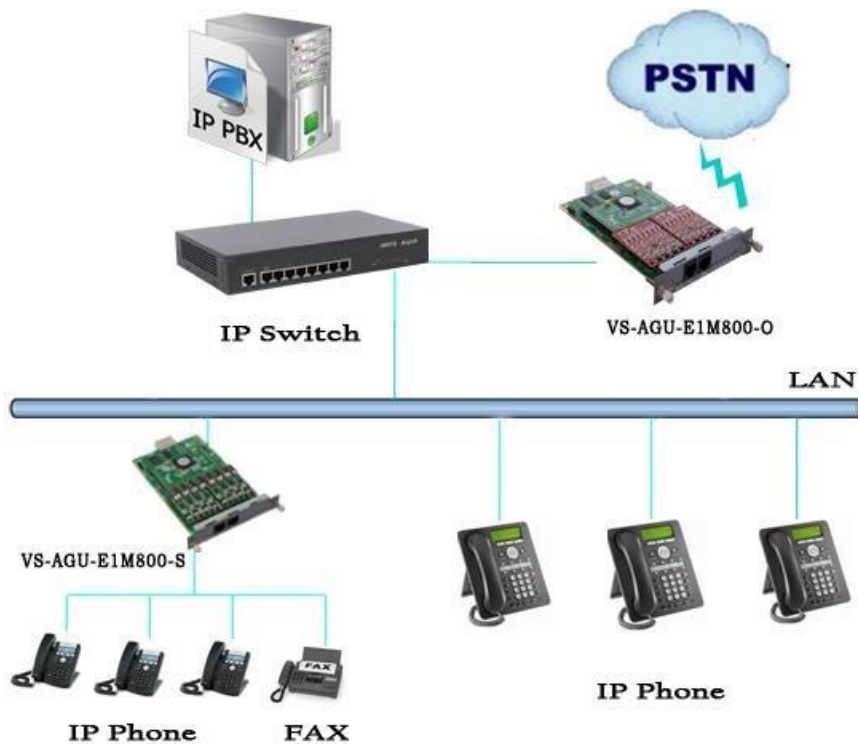 IP PBX
PSTN
IP Switch
VS-AGU-E1M800-O
LAN
VS-AGU-E1M800-S
FAX
IP Phone
IP Phone
FAX